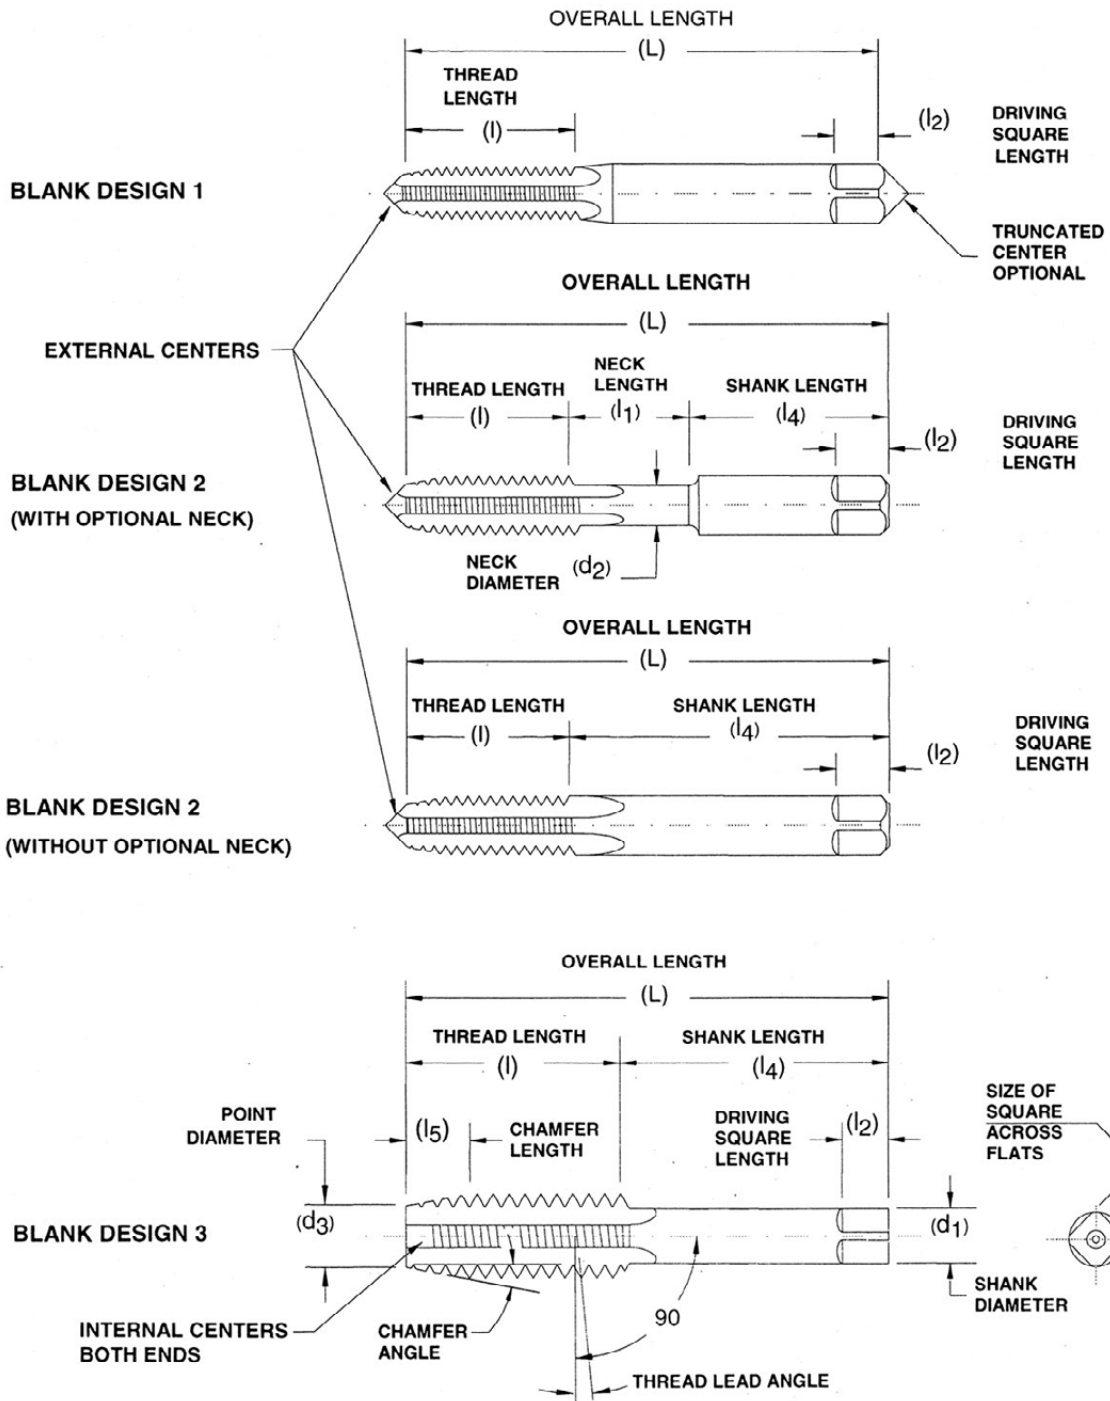 OVERALL LENGTH
(L)
THREAD
LENGTH
(l)
(l2)
DRIVING
SQUARE
LENGTH
BLANK DESIGN 1
TRUNCATED
CENTER
OPTIONAL
OVERALL LENGTH
(L)
EXTERNAL CENTERS
THREAD LENGTH
(l)
NECK
LENGTH
(l1)
SHANK LENGTH
(l4)
(l2)
DRIVING
SQUARE
LENGTH
BLANK DESIGN 2
(WITH OPTIONAL NECK)
NECK
DIAMETER
(d2)
OVERALL LENGTH
(L)
THREAD LENGTH
(l)
SHANK LENGTH
(l4)
(l2)
DRIVING
SQUARE
LENGTH
BLANK DESIGN 2
(WITHOUT OPTIONAL NECK)
OVERALL LENGTH
(L)
THREAD LENGTH
(l)
SHANK LENGTH
(l4)
POINT
DIAMETER
(l5)
CHAMFER
LENGTH
DRIVING
SQUARE
LENGTH
(l2)
SIZE OF
SQUARE
ACROSS
FLATS
BLANK DESIGN 3
(d3)
(d1)
INTERNAL CENTERS
BOTH ENDS
CHAMFER
ANGLE
90
SHANK
DIAMETER
THREAD LEAD ANGLE